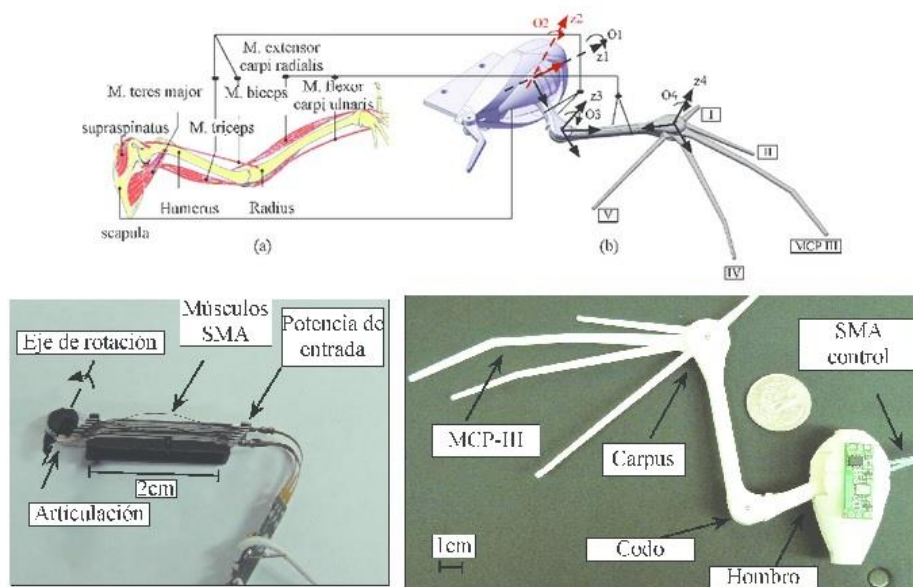 O2
z2
O1
z1
M. extensor
carpi radialis
M. biceps
M. flexor
carpi ulnaris
M. teres major
M. triceps
supraspinatus
Humerus
Radius
scapula
(a)
z3
O3
z4
O4
I
II
V
IV
MCP III
(b)
Músculos
SMA
Potencia de
entrada
Eje de rotación
2cm
Articulación
SMA
control
MCP-III
Carpus
Codo
Hombro
1cm